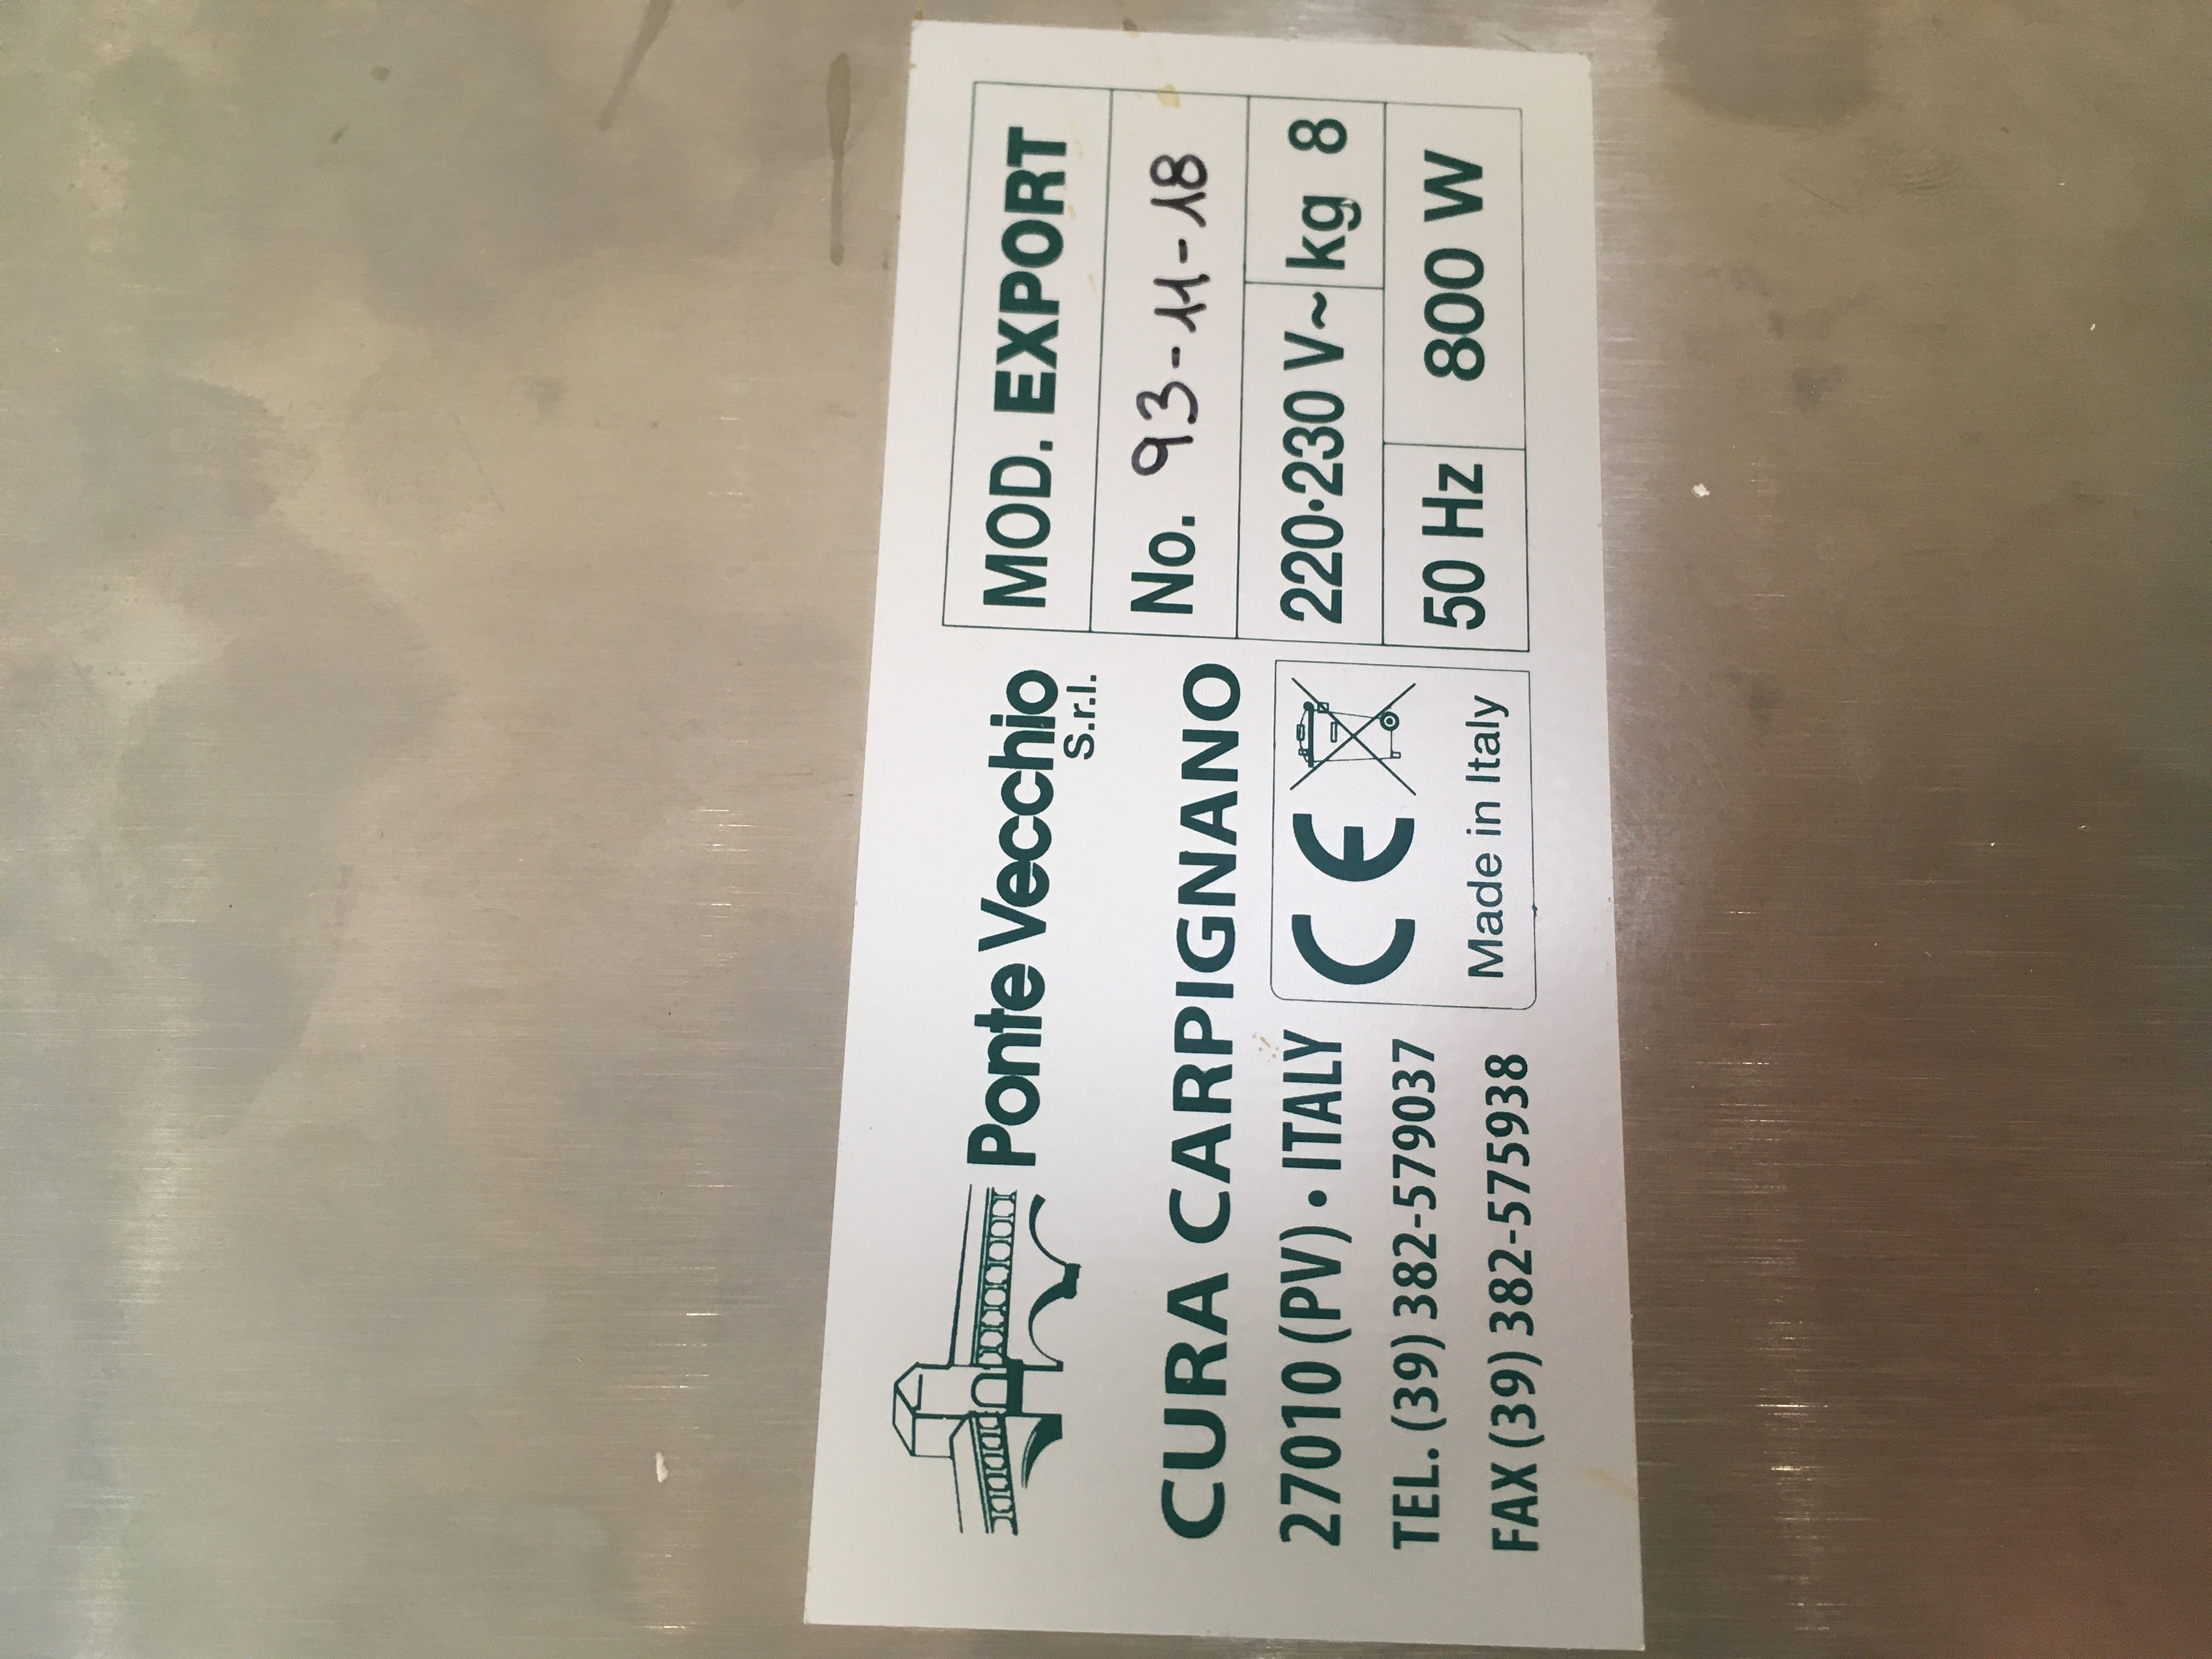 Ponte Vecchio
S.r.l.
CURA CARPIGNANO
27010 (PV) • ITALY
TEL. (39) 382-579037
FAX (39) 382-575938
CE
Made in Italy
MOD. EXPORT
No. 93-11-18
220•230 V~ kg 8
50 Hz 800 W